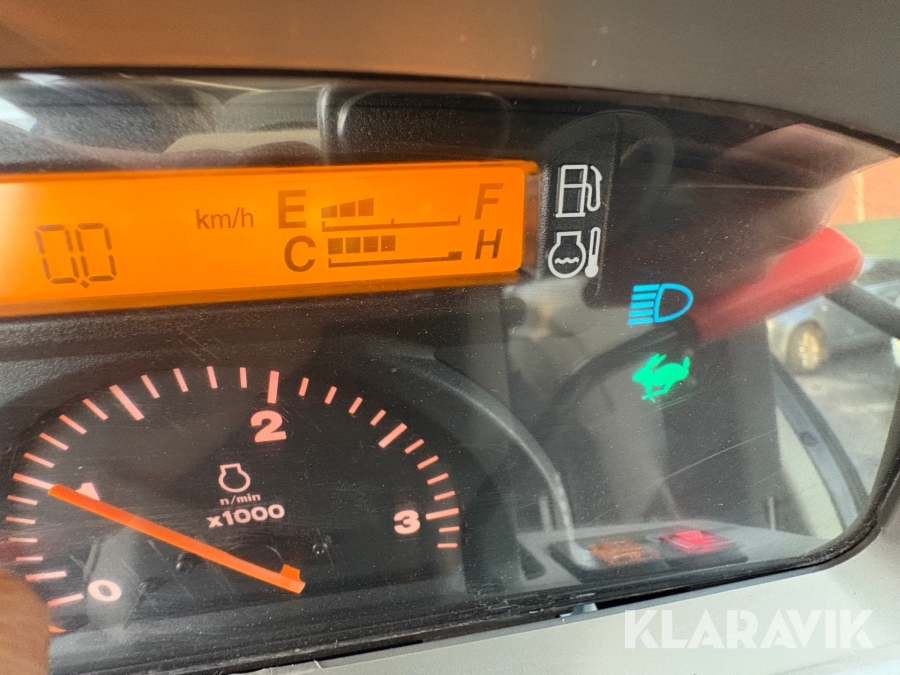 0.0 km/h E F
C H
1 2 3
0
n/min
x1000
KLARAVIK